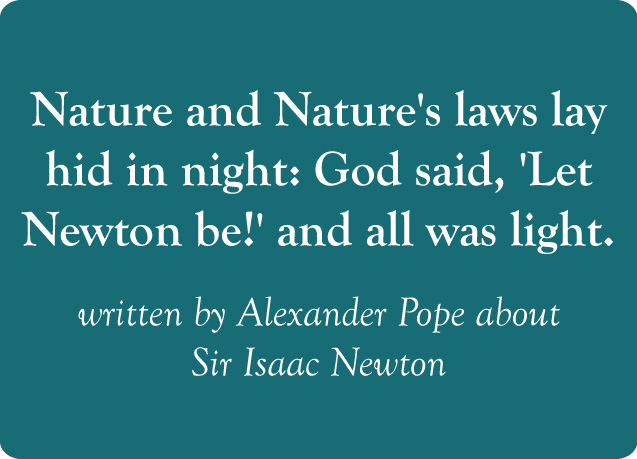 Nature and Nature's laws lay
hid in night: God said, 'Let
Newton be!' and all was light.
written by Alexander Pope about
Sir Isaac Newton